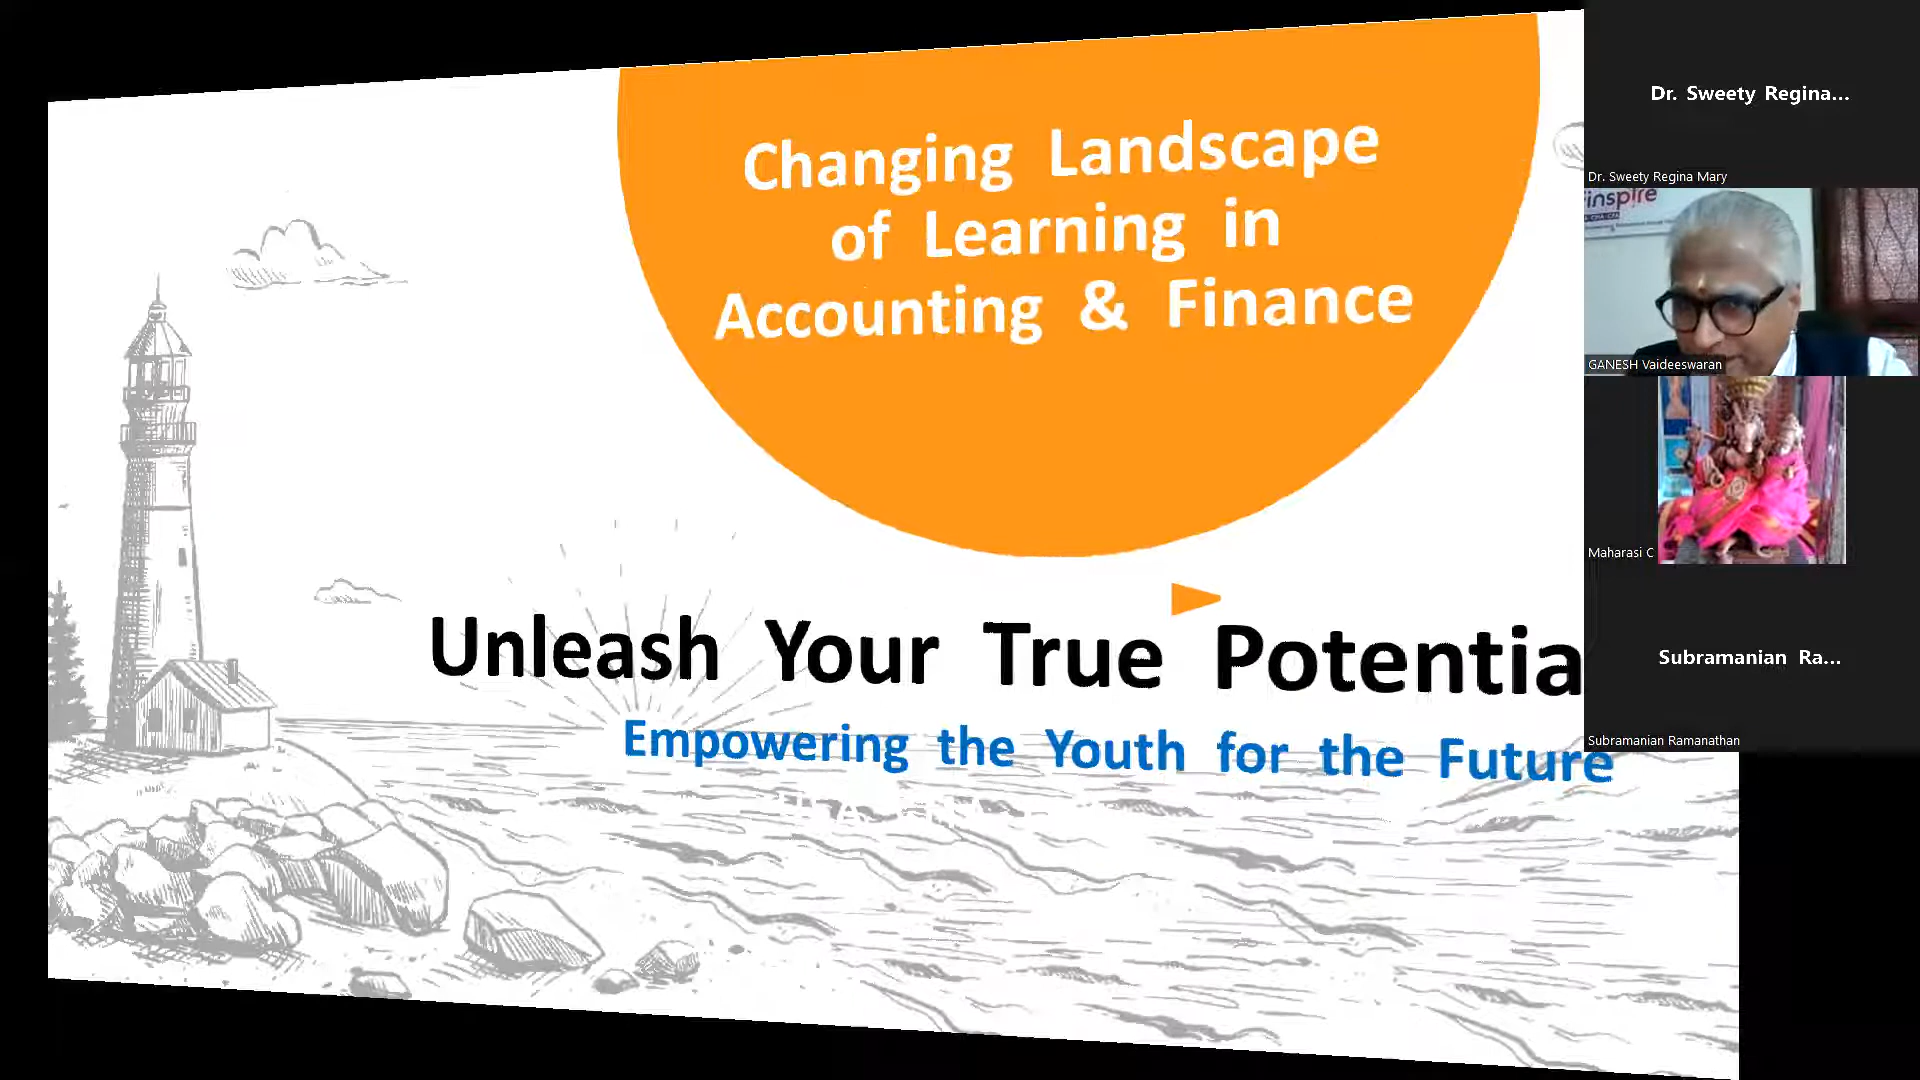 Changing Landscape
of Learning in
Accounting & Finance
Unleash Your True Potentia
Empowering the Youth for the Future
Dr. Sweety Regina...
Dr. Sweety Regina Mary
inspire
GANESH Vaideeswaran
Maharasi C
Subramanian Ra...
Subramanian Ramanathan